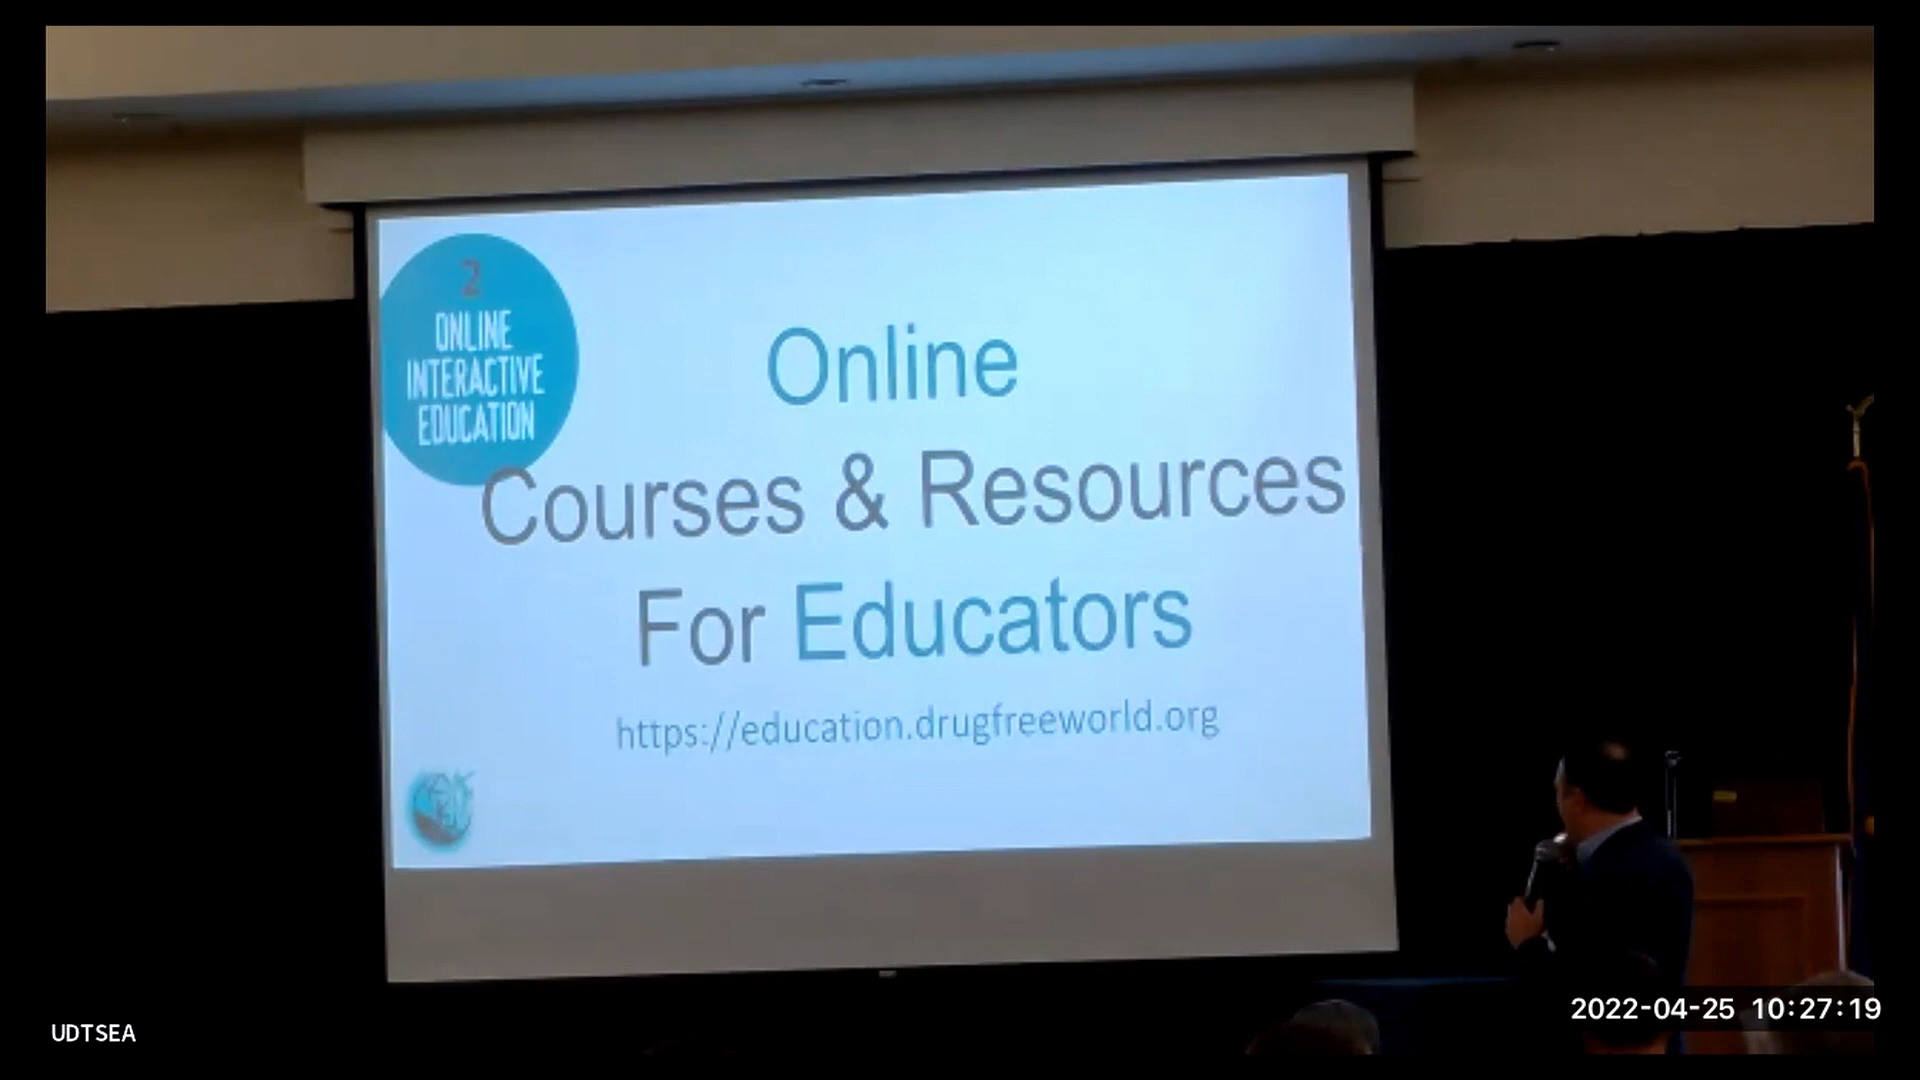 2
ONLINE
INTERACTIVE
EDUCATION
Online
Courses & Resources
For Educators
https://education.drugfreeworld.org
UDTSEA
2022-04-25 10:27:19